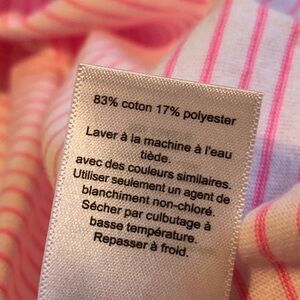 83% coton 17% polyester
Laver à la machine à l'eau
tiède.
avec des couleurs similaires.
Utiliser seulement un agent de
blanchiment non-chloré.
Sécher par culbutage à
basse température.
Repasser à froid.